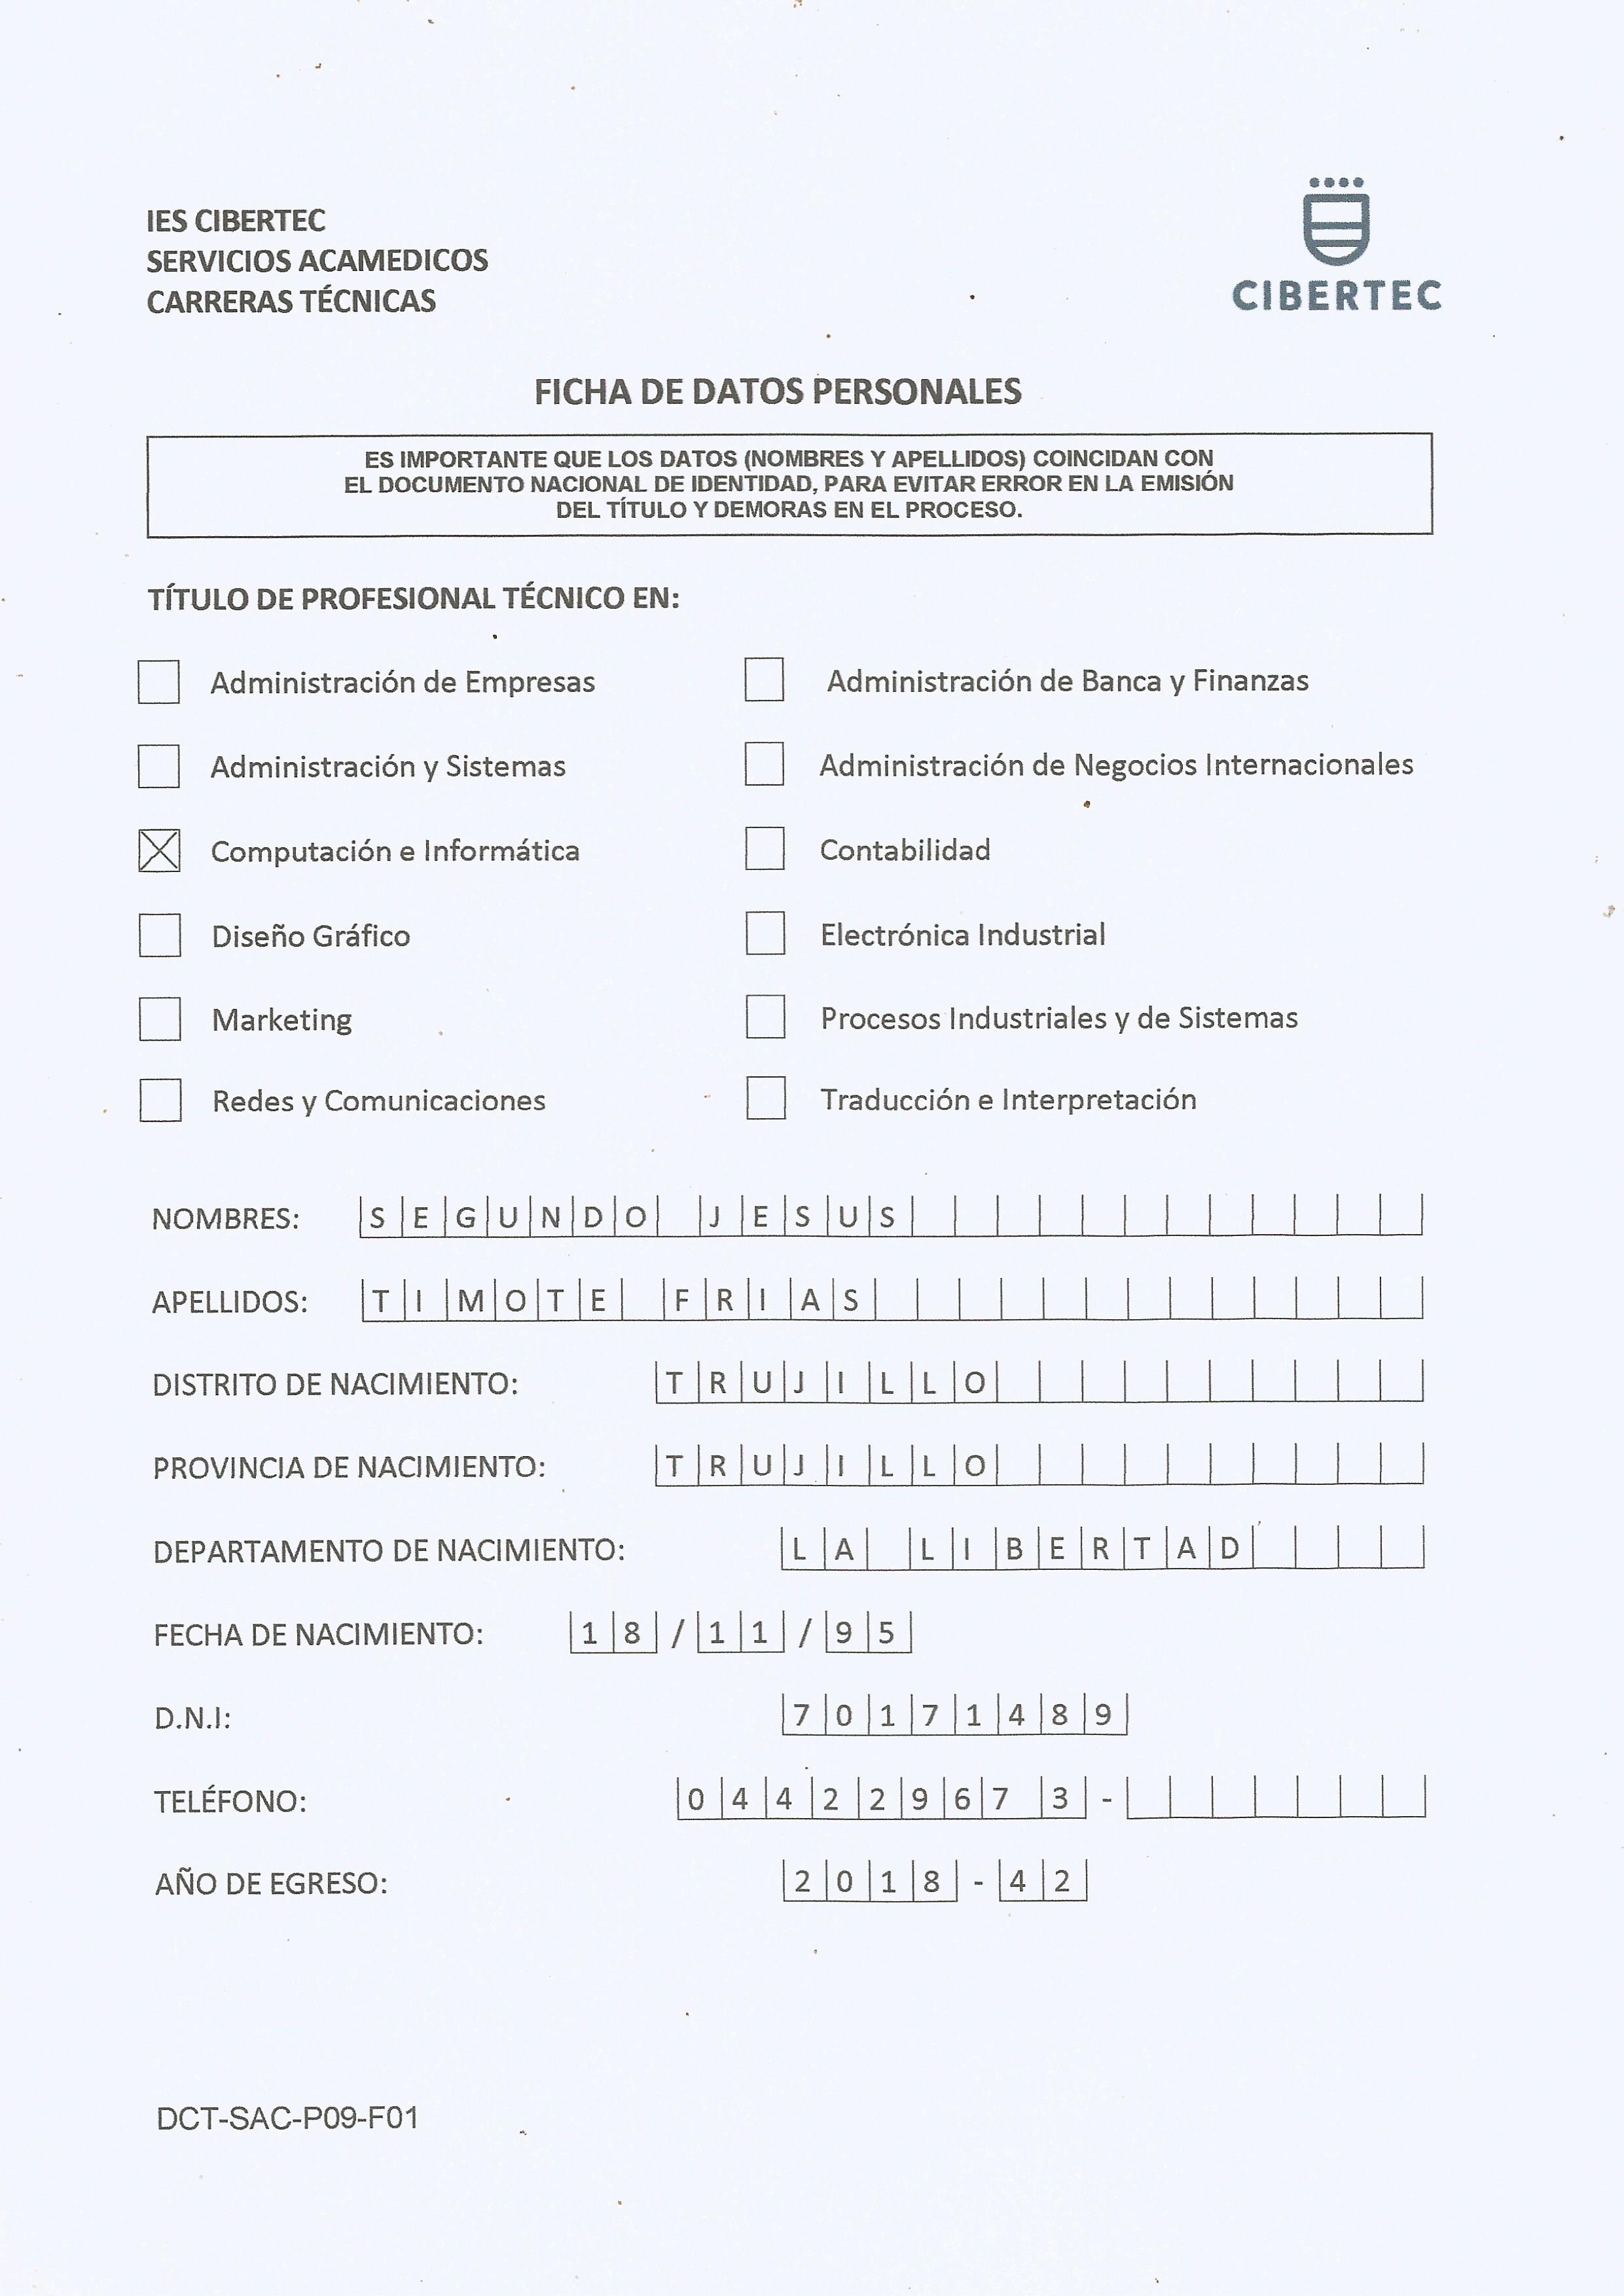 IES CIBERTEC
SERVICIOS ACAMEDICOS
CARRERAS TÉCNICAS
CIBERTEC
FICHA DE DATOS PERSONALES
ES IMPORTANTE QUE LOS DATOS (NOMBRES Y APELLIDOS) COINCIDAN CON
EL DOCUMENTO NACIONAL DE IDENTIDAD, PARA EVITAR ERROR EN LA EMISIÓN
DEL TÍTULO Y DEMORAS EN EL PROCESO.
TÍTULO DE PROFESIONAL TÉCNICO EN:
Administración de Empresas
Administración de Banca y Finanzas
Administración y Sistemas
Administración de Negocios Internacionales
Computación e Informática
Contabilidad
Diseño Gráfico
Electrónica Industrial
Marketing
Procesos Industriales y de Sistemas
Redes y Comunicaciones
Traducción e Interpretación
NOMBRES: SEGUNDO JESUS
APELLIDOS: TIMOTE FRIAS
DISTRITO DE NACIMIENTO: TRUJILLO
PROVINCIA DE NACIMIENTO: TRUJILLO
DEPARTAMENTO DE NACIMIENTO: LA LIBERTAD
FECHA DE NACIMIENTO: 18/11/95
D.N.I: 70171489
TELÉFONO: 044229673-
AÑO DE EGRESO: 2018-42
DCT-SAC-P09-F01